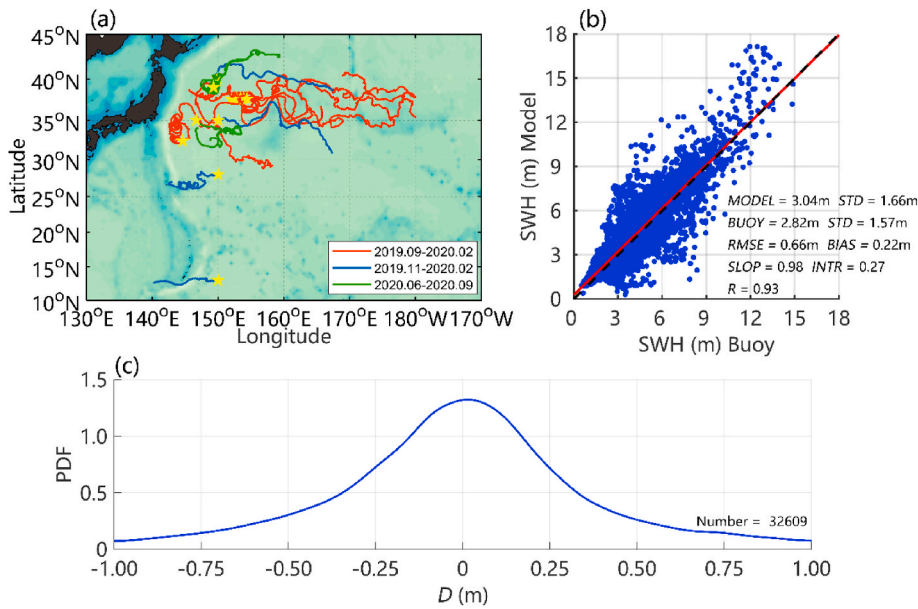 (a)
45°N
40°N
35°N
30°N
25°N
20°N
15°N
10°N
Latitude
130°E 140°E 150°E 160°E 170°E 180°W 170°W
Longitude
2019.09-2020.02
2019.11-2020.02
2020.06-2020.09
(b)
18
15
12
9
6
3
0
SWH (m) Model
0 3 6 9 12 15 18
SWH (m) Buoy
MODEL = 3.04m STD = 1.66m
BUOY = 2.82m STD = 1.57m
RMSE = 0.66m BIAS = 0.22m
SLOP = 0.98 INTR = 0.27
R = 0.93
(c)
1.5
1.0
0.5
0
PDF
Number = 32609
-1.00 -0.75 -0.50 -0.25 0 0.25 0.50 0.75 1.00
D (m)